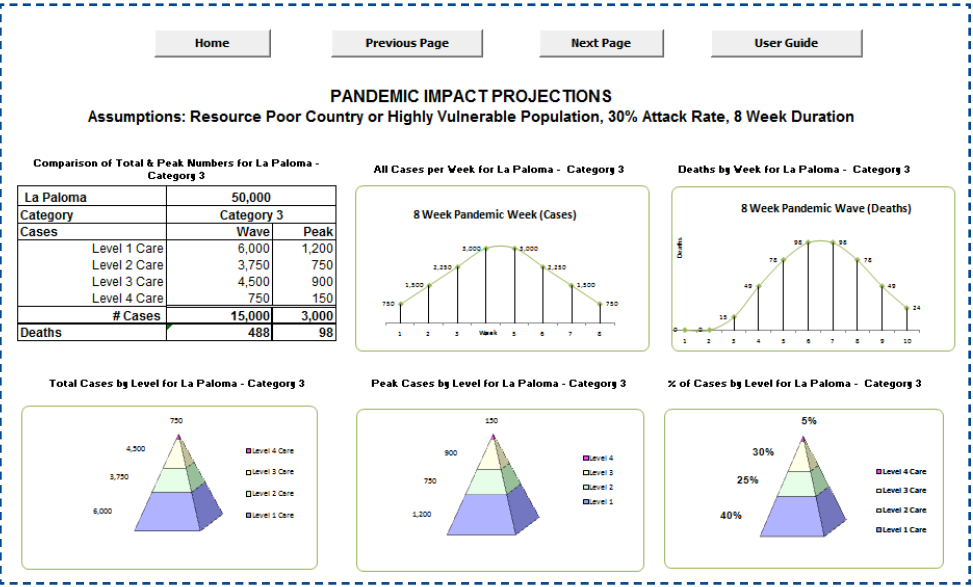 Home
Previous Page
Next Page
User Guide
PANDEMIC IMPACT PROJECTIONS
Assumptions: Resource Poor Country or Highly Vulnerable Population, 30% Attack Rate, 8 Week Duration
Comparison of Total & Peak Numbers for La Paloma -
Category 3
La Paloma 50,000
Category Category 3
Cases Wave Peak
Level 1 Care 6,000 1,200
Level 2 Care 3,750 750
Level 3 Care 4,500 900
Level 4 Care 750 150
# Cases 15,000 3,000
Deaths 488 98
All Cases per Week for La Paloma - Category 3
8 Week Pandemic Week (Cases)
750
1,500
2,250
3,000
3,000
2,250
1,500
750
1 2 3 Week 5 6 7 8
Deaths by Week for La Paloma - Category 3
8 Week Pandemic Wave (Deaths)
Deaths
0
0
15
49
78
98
98
78
49
24
1 2 3 4 5 6 7 8 9 10
Total Cases by Level for La Paloma - Category 3
750
4,500
3,750
6,000
Level 4 Care
Level 3 Care
Level 2 Care
Level 1 Care
Peak Cases by Level for La Paloma - Category 3
150
900
750
1,200
Level 4
Level 3
Level 2
Level 1
% of Cases by Level for La Paloma - Category 3
5%
30%
25%
40%
Level 4 Care
Level 3 Care
Level 2 Care
Level 1 Care